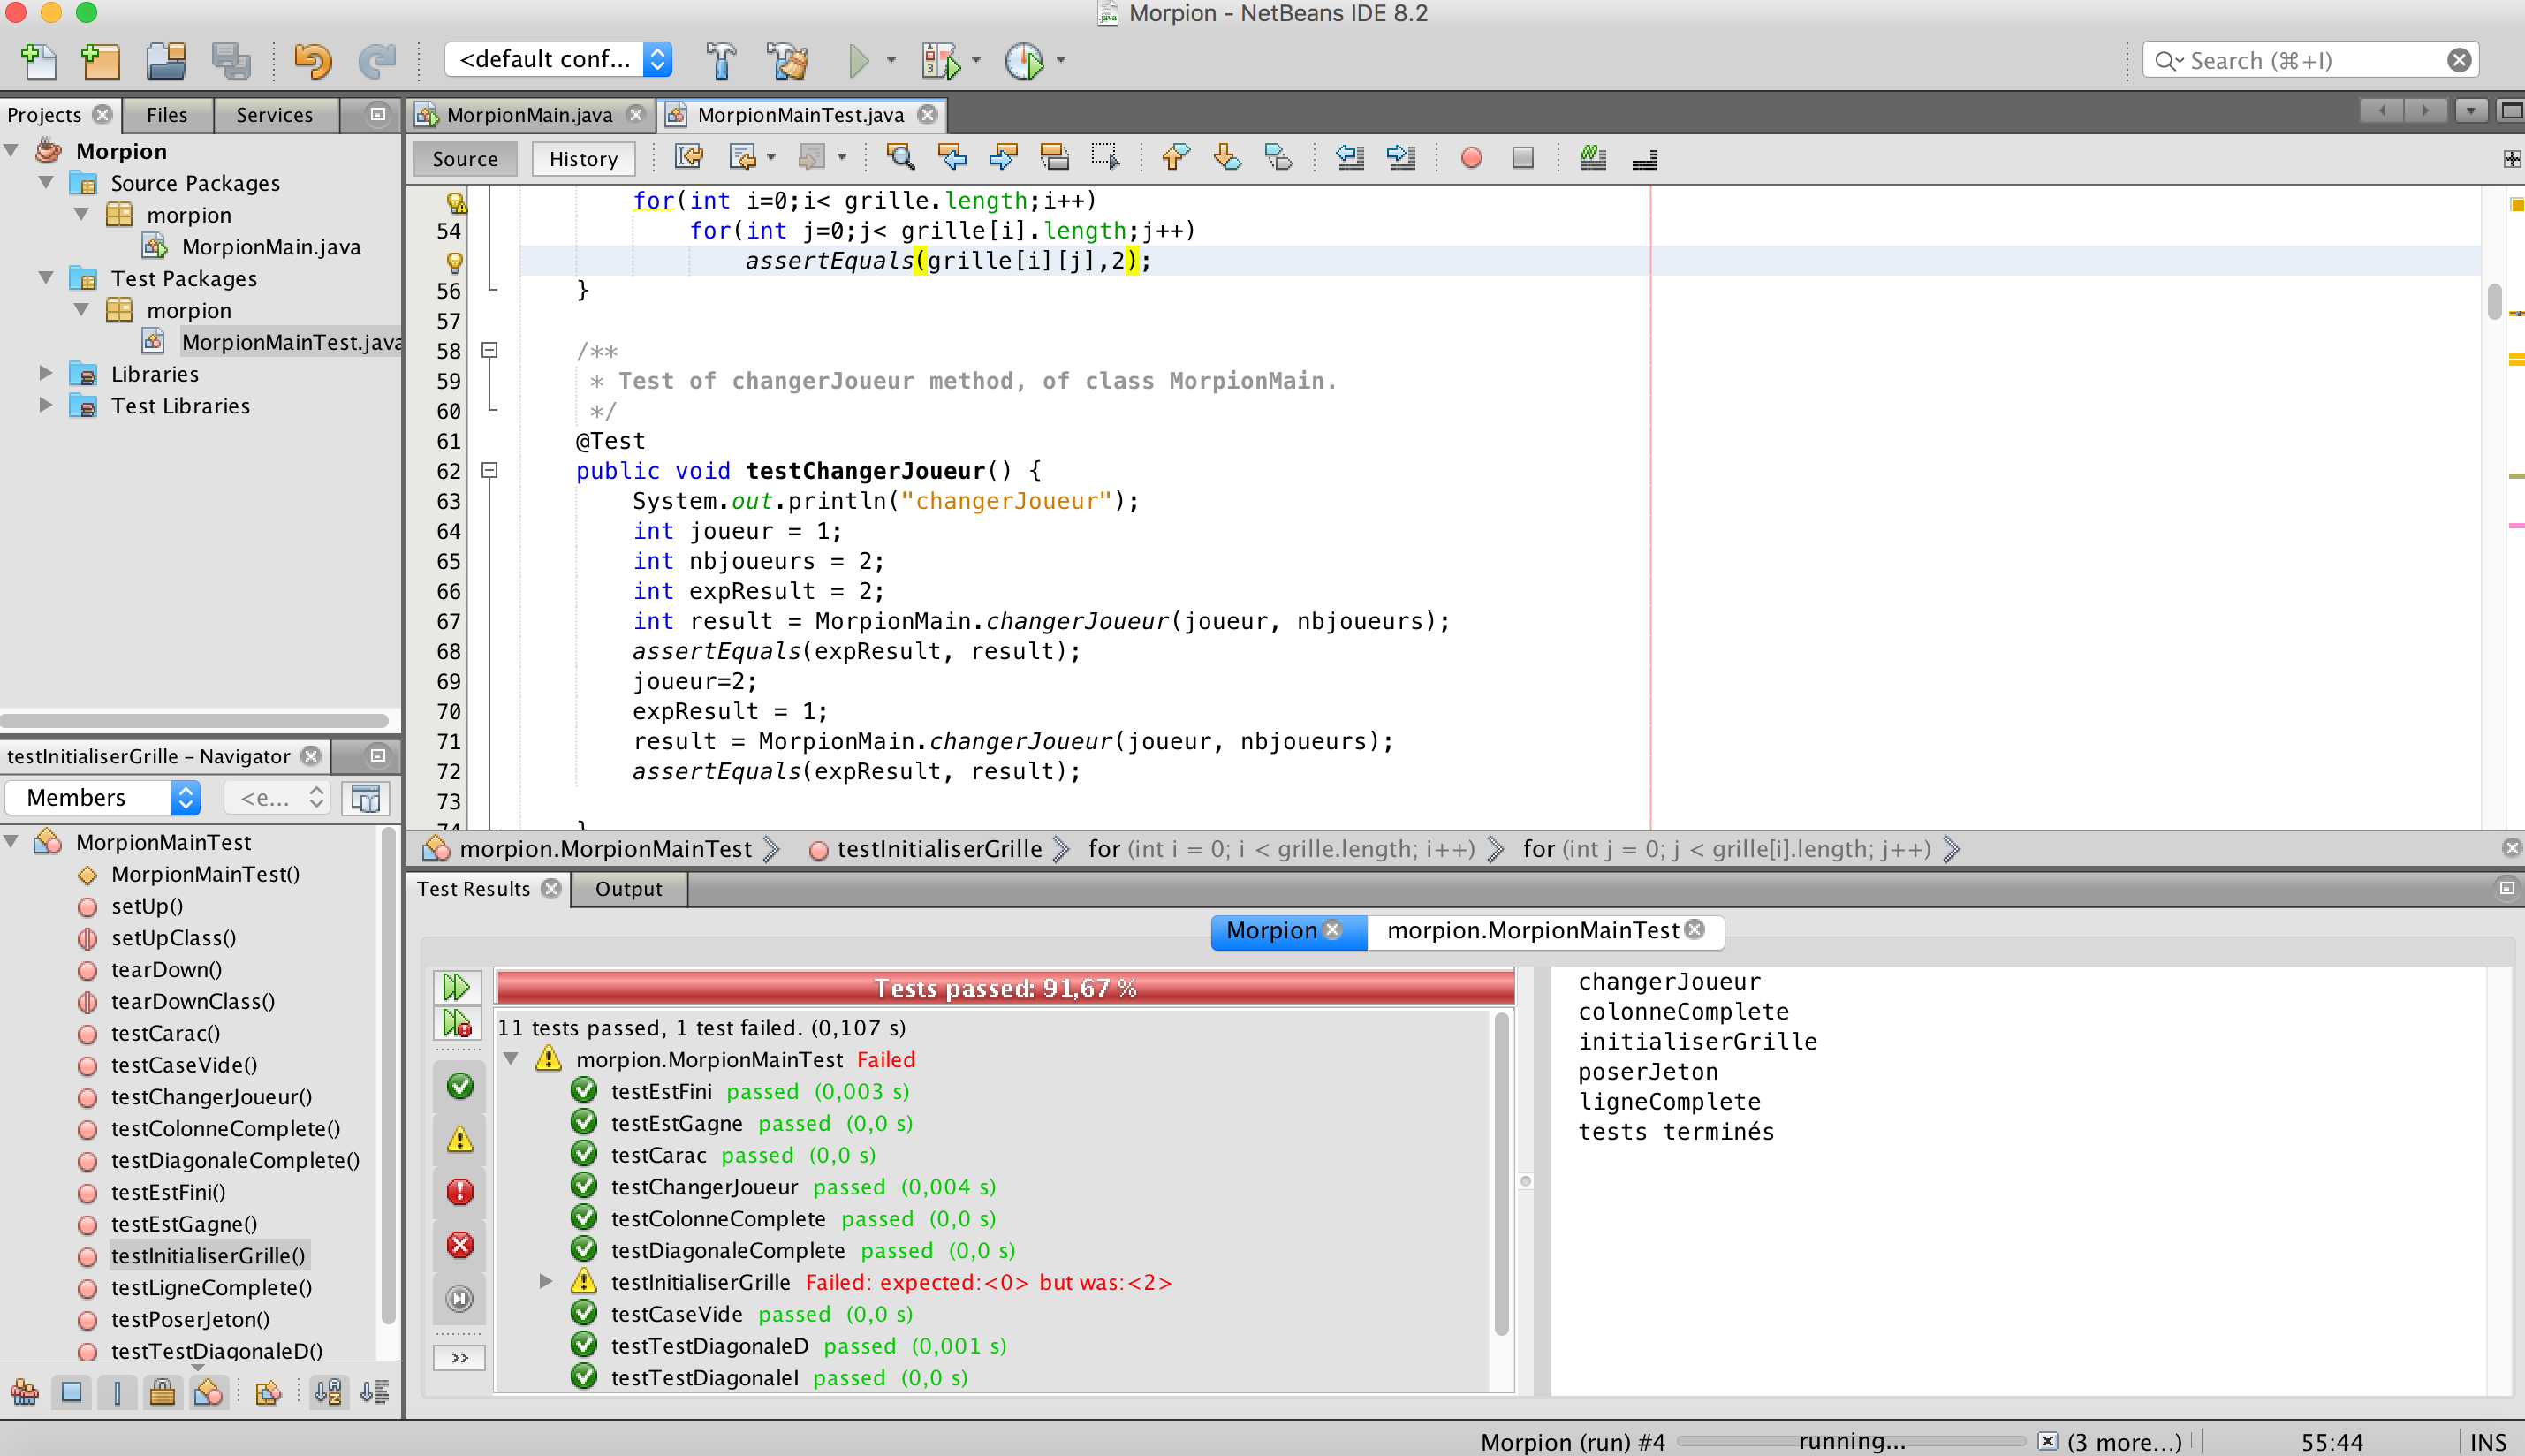 Morpion - NetBeans IDE 8.2
<default conf...
Search (⌘+I)
Projects
Files
Services
Morpion
Source Packages
morpion
MorpionMain.java
Test Packages
morpion
MorpionMainTest.java
Libraries
Test Libraries
MorpionMain.java
MorpionMainTest.java
Source
History
for(int i=0;i< grille.length;i++)
54 for(int j=0;j< grille[i].length;j++)
assertEquals(grille[i][j],2);
56 }
57
58 /**
59 * Test of changerJoueur method, of class MorpionMain.
60 */
61 @Test
62 public void testChangerJoueur() {
63 System.out.println("changerJoueur");
64 int joueur = 1;
65 int nbjoueurs = 2;
66 int expResult = 2;
67 int result = MorpionMain.changerJoueur(joueur, nbjoueurs);
68 assertEquals(expResult, result);
69 joueur=2;
70 expResult = 1;
71 result = MorpionMain.changerJoueur(joueur, nbjoueurs);
72 assertEquals(expResult, result);
73
74 }
morpion.MorpionMainTest
testInitialiserGrille
for (int i = 0; i < grille.length; i++)
for (int j = 0; j < grille[i].length; j++)
testInitialiserGrille – Navigator
Members
<e...
MorpionMainTest
MorpionMainTest()
setUp()
setUpClass()
tearDown()
tearDownClass()
testCarac()
testCaseVide()
testChangerJoueur()
testColonneComplete()
testDiagonaleComplete()
testEstFini()
testEstGagne()
testInitialiserGrille()
testLigneComplete()
testPoserJeton()
testTestDiagonaleD()
Test Results
Output
Morpion
morpion.MorpionMainTest
Tests passed: 91,67 %
11 tests passed, 1 test failed. (0,107 s)
morpion.MorpionMainTest Failed
testEstFini passed (0,003 s)
testEstGagne passed (0,0 s)
testCarac passed (0,0 s)
testChangerJoueur passed (0,004 s)
testColonneComplete passed (0,0 s)
testDiagonaleComplete passed (0,0 s)
testInitialiserGrille Failed: expected:<0> but was:<2>
testCaseVide passed (0,0 s)
testTestDiagonaleD passed (0,001 s)
testTestDiagonaleI passed (0,0 s)
>>
changerJoueur
colonneComplete
initialiserGrille
poserJeton
ligneComplete
tests terminés
Morpion (run) #4
running...
(3 more...)
55:44
INS